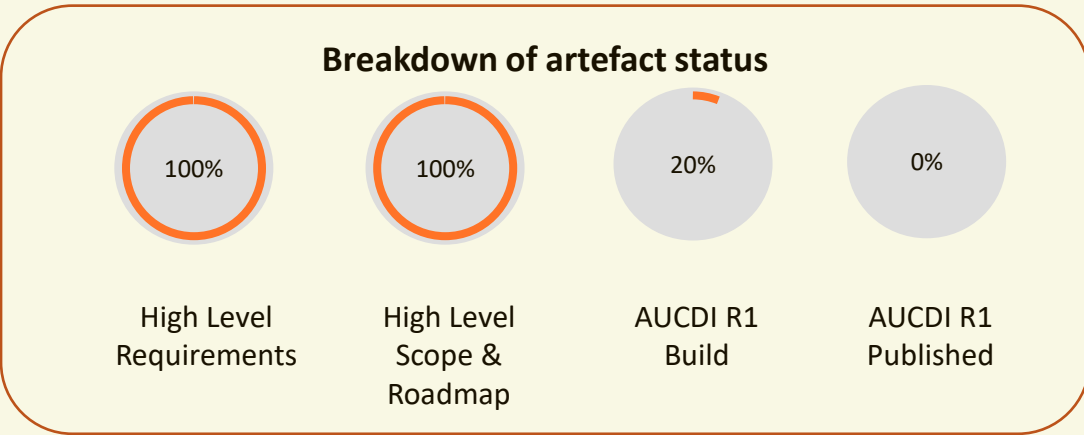 Breakdown of artefact status
100%
100%
20%
0%
High Level
Requirements
High Level
Scope &
Roadmap
AUCDI R1
Build
AUCDI R1
Published